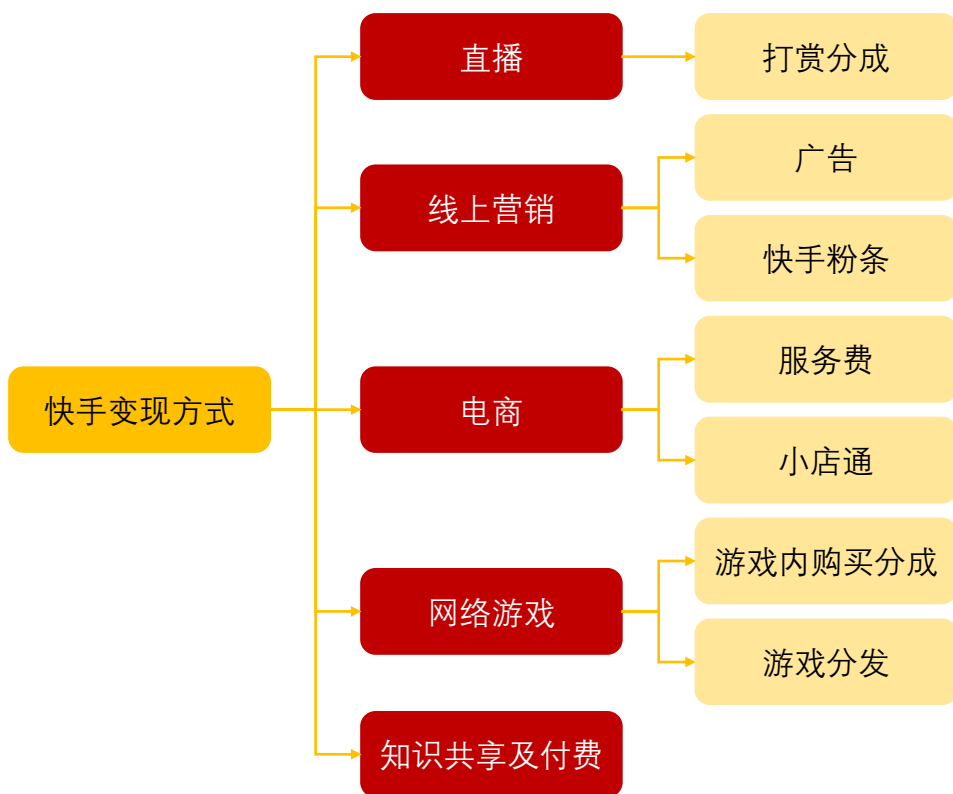 快手变现方式
直播
打赏分成
线上营销
广告
快手粉条
电商
服务费
小店通
网络游戏
游戏内购买分成
游戏分发
知识共享及付费